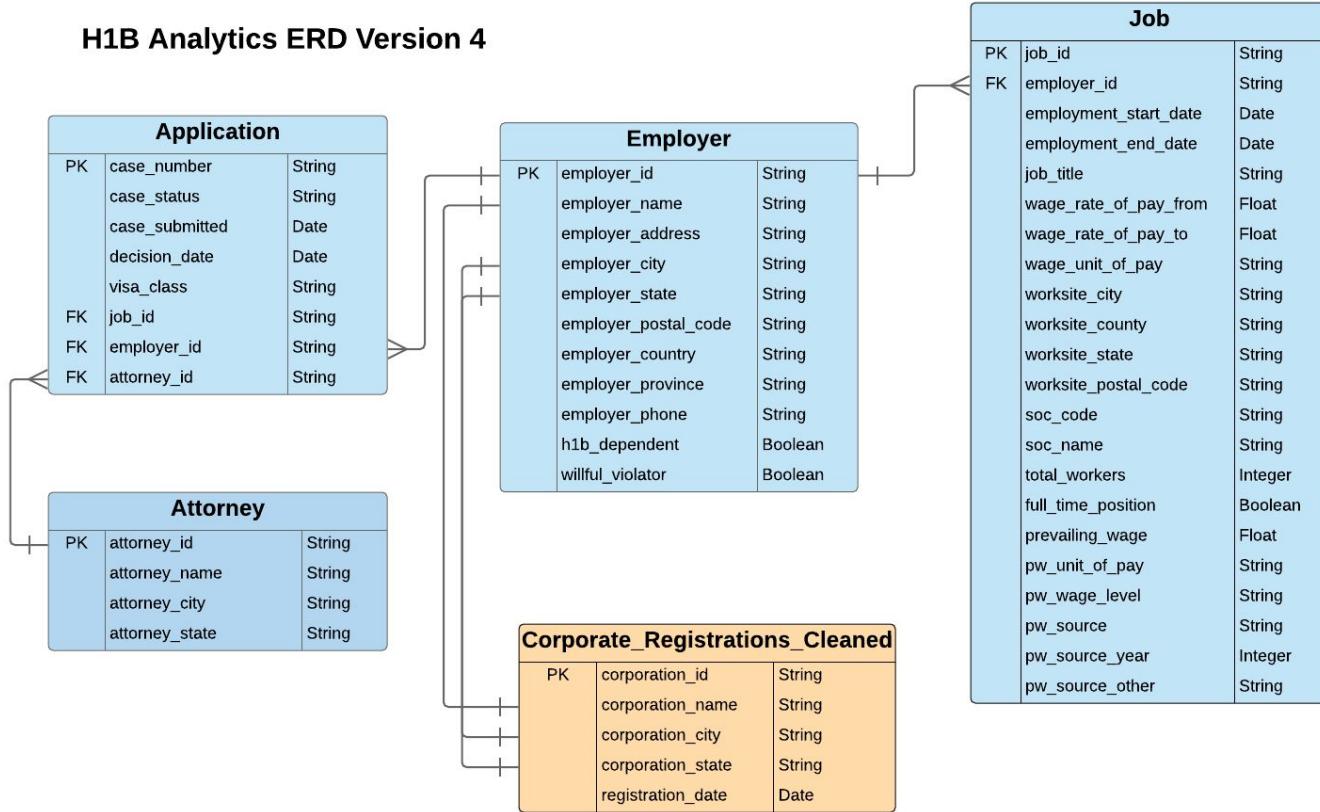 H1B Analytics ERD Version 4
Application
PK case_number String
case_status String
case_submitted Date
decision_date Date
visa_class String
FK job_id String
FK employer_id String
FK attorney_id String
Attorney
PK attorney_id String
attorney_name String
attorney_city String
attorney_state String
Employer
PK employer_id String
employer_name String
employer_address String
employer_city String
employer_state String
employer_postal_code String
employer_country String
employer_province String
employer_phone String
h1b_dependent Boolean
willful_violator Boolean
Corporate_Registrations_Cleaned
PK corporation_id String
corporation_name String
corporation_city String
corporation_state String
registration_date Date
Job
PK job_id String
FK employer_id String
employment_start_date Date
employment_end_date Date
job_title String
wage_rate_of_pay_from Float
wage_rate_of_pay_to Float
wage_unit_of_pay String
worksite_city String
worksite_county String
worksite_state String
worksite_postal_code String
soc_code String
soc_name String
total_workers Integer
full_time_position Boolean
prevailing_wage Float
pw_unit_of_pay String
pw_wage_level String
pw_source String
pw_source_year Integer
pw_source_other String